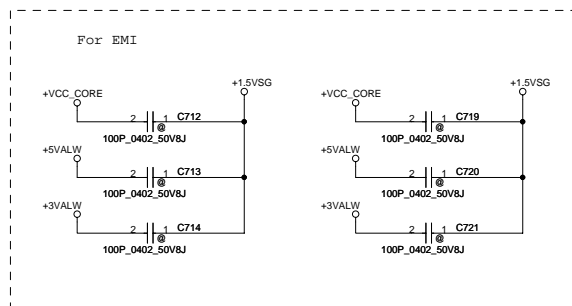 For EMI
+1.5VSG
+VCC_CORE
2 1 C712
@
100P_0402_50V8J
+5VALW
2 1 C713
@
100P_0402_50V8J
+3VALW
2 1 C714
@
100P_0402_50V8J
+1.5VSG
+VCC_CORE
2 1 C719
@
100P_0402_50V8J
+5VALW
2 1 C720
@
100P_0402_50V8J
+3VALW
2 1 C721
@
100P_0402_50V8J